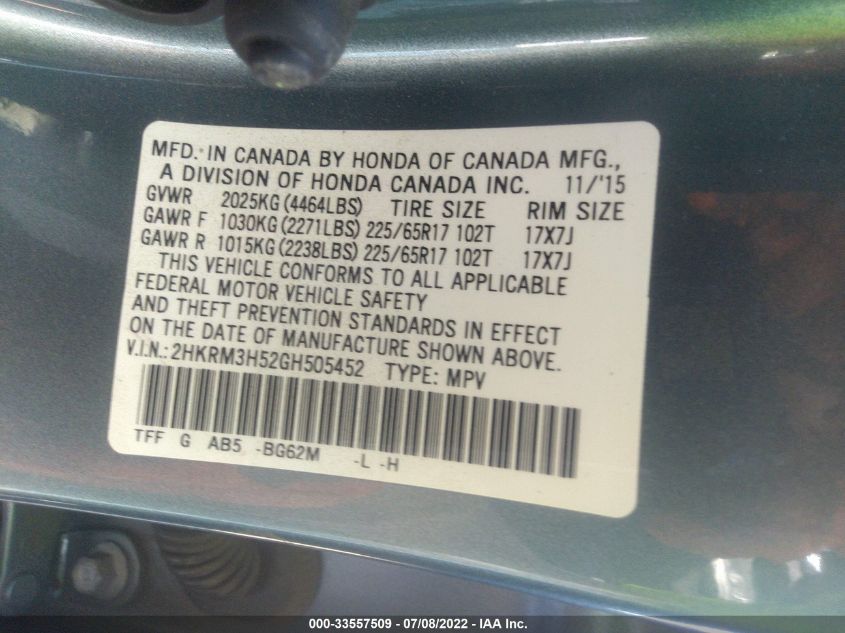 MFD. IN CANADA BY HONDA OF CANADA MFG.,
A DIVISION OF HONDA CANADA INC. 11/'15
GVWR 2025KG (4464LBS) TIRE SIZE RIM SIZE
GAWR F 1030KG (2271LBS) 225/65R17 102T 17X7J
GAWR R 1015KG (2238LBS) 225/65R17 102T 17X7J
THIS VEHICLE CONFORMS TO ALL APPLICABLE
FEDERAL MOTOR VEHICLE SAFETY
AND THEFT PREVENTION STANDARDS IN EFFECT
ON THE DATE OF MANUFACTURE SHOWN ABOVE.
V.I.N.: 2HKRM3H52GH505452 TYPE: MPV
TFF G AB5 -BG62M -L -H
000-33557509 - 07/08/2022 - IAA Inc.